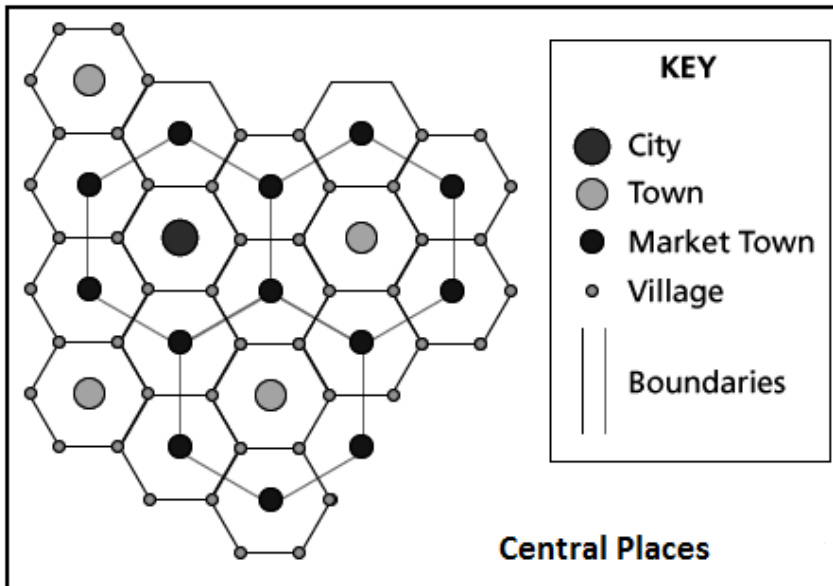 KEY
City
Town
Market Town
Village
Boundaries
Central Places